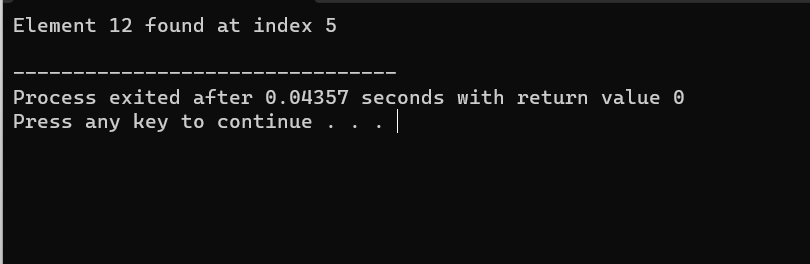 Element 12 found at index 5
--------------------------------
Process exited after 0.04357 seconds with return value 0
Press any key to continue . . .